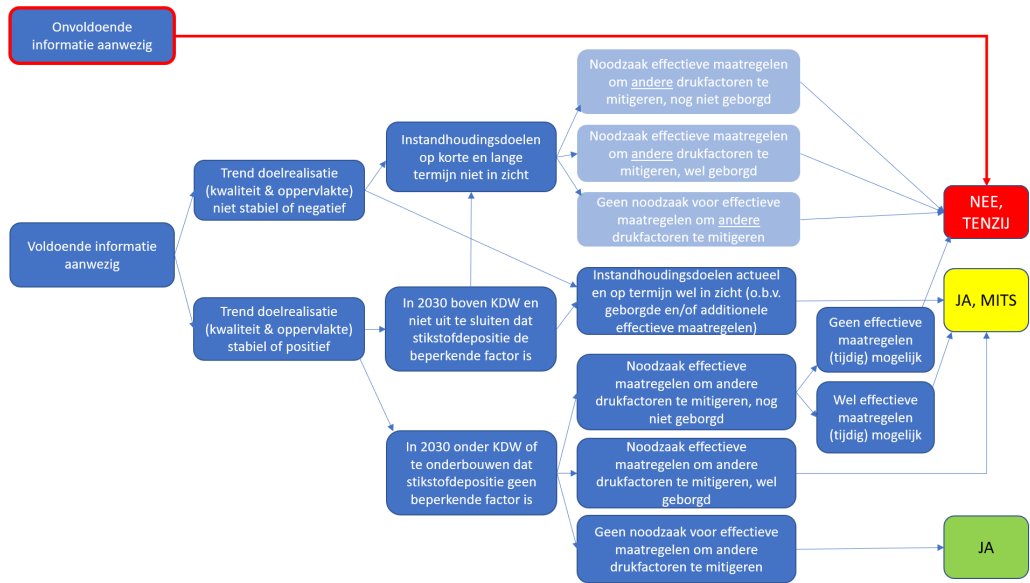 Onvoldoende
informatie aanwezig
Voldoende informatie
aanwezig
Trend doelrealisatie
(kwaliteit & oppervlakte)
niet stabiel of negatief
Trend doelrealisatie
(kwaliteit & oppervlakte)
stabiel of positief
Instandhoudingsdoelen
op korte en lange
termijn niet in zicht
In 2030 boven KDW en
niet uit te sluiten dat
stikstofdepositie de
beperkende factor is
In 2030 onder KDW of
te onderbouwen dat
stikstofdepositie geen
beperkende factor is
Noodzaak effectieve maatregelen
om andere drukfactoren te
mitigeren, nog niet geborgd
Noodzaak effectieve maatregelen
om andere drukfactoren te
mitigeren, wel geborgd
Geen noodzaak voor effectieve
maatregelen om andere
drukfactoren te mitigeren
Instandhoudingsdoelen actueel
en op termijn wel in zicht (o.b.v.
geborgde en/of additionele
effectieve maatregelen)
Noodzaak effectieve
maatregelen om andere
drukfactoren te mitigeren, nog
niet geborgd
Noodzaak effectieve
maatregelen om andere
drukfactoren te mitigeren, wel
geborgd
Geen noodzaak voor effectieve
maatregelen om andere
drukfactoren te mitigeren
Geen effectieve
maatregelen
(tijdig) mogelijk
Wel effectieve
maatregelen
(tijdig) mogelijk
NEE,
TENZIJ
JA, MITS
JA